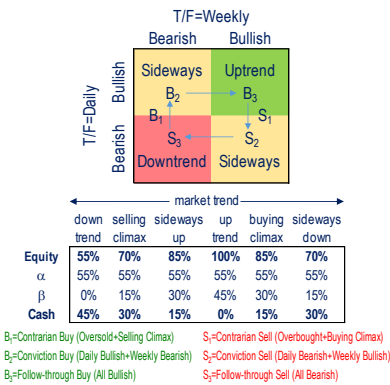 T/F=Weekly
Bearish Bullish
T/F=Daily
Bullish
Bearish
Sideways Uptrend
B₂ B₃
B₁ S₁
S₃ S₂
Downtrend Sideways
market trend
down selling sideways up buying sideways
trend climax up trend climax down
Equity 55% 70% 85% 100% 85% 70%
α 55% 55% 55% 55% 55% 55%
β 0% 15% 30% 45% 30% 15%
Cash 45% 30% 15% 0% 15% 30%
B₁=Contrarian Buy (Oversold+Selling Climax) S₁=Contrarian Sell (Overbought+Buying Climax)
B₂=Conviction Buy (Daily Bullish+Weekly Bearish) S₂=Conviction Sell (Daily Bearish+Weekly Bullish)
B₃=Follow-through Buy (All Bullish) S₃=Follow-through Sell (All Bearish)